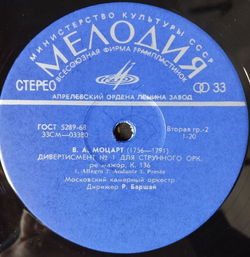 МИНИСТЕРСТВО КУЛЬТУРЫ СССР
МЕЛОДИЯ
ВСЕСОЮЗНАЯ ФИРМА ГРАМПЛАСТИНОК
СТЕРЕО
33
АПРЕЛЕВСКИЙ ОРДЕНА ЛЕНИНА ЗАВОД
ГОСТ 5289-68
Вторая гр.-2
33СМ—03380
1-20
В. А. МОЦАРТ (1756—1791)
ДИВЕРТИСМЕНТ № 1 ДЛЯ СТРУННОГО ОРК.
ре мажор, К. 136
1. Allegro 2. Andante 3. Presto
Московский камерный оркестр
Дирижер Р. Баршай